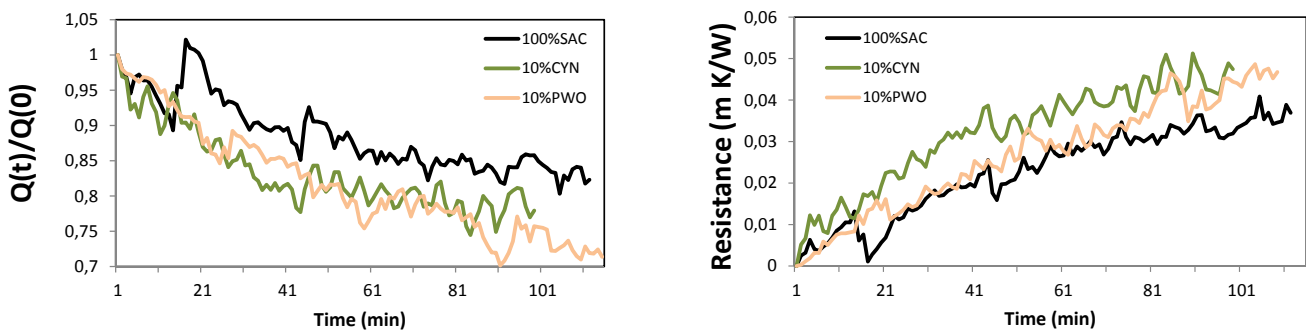 Q(t)/Q(0)
1,05
1
0,95
0,9
0,85
0,8
0,75
0,7
100%SAC
10%CYN
10%PWO
1 21 41 61 81 101
Time (min)
Resistance (m K/W)
0,06
0,05
0,04
0,03
0,02
0,01
0
100%SAC
10%CYN
10%PWO
1 21 41 61 81 101
Time (min)